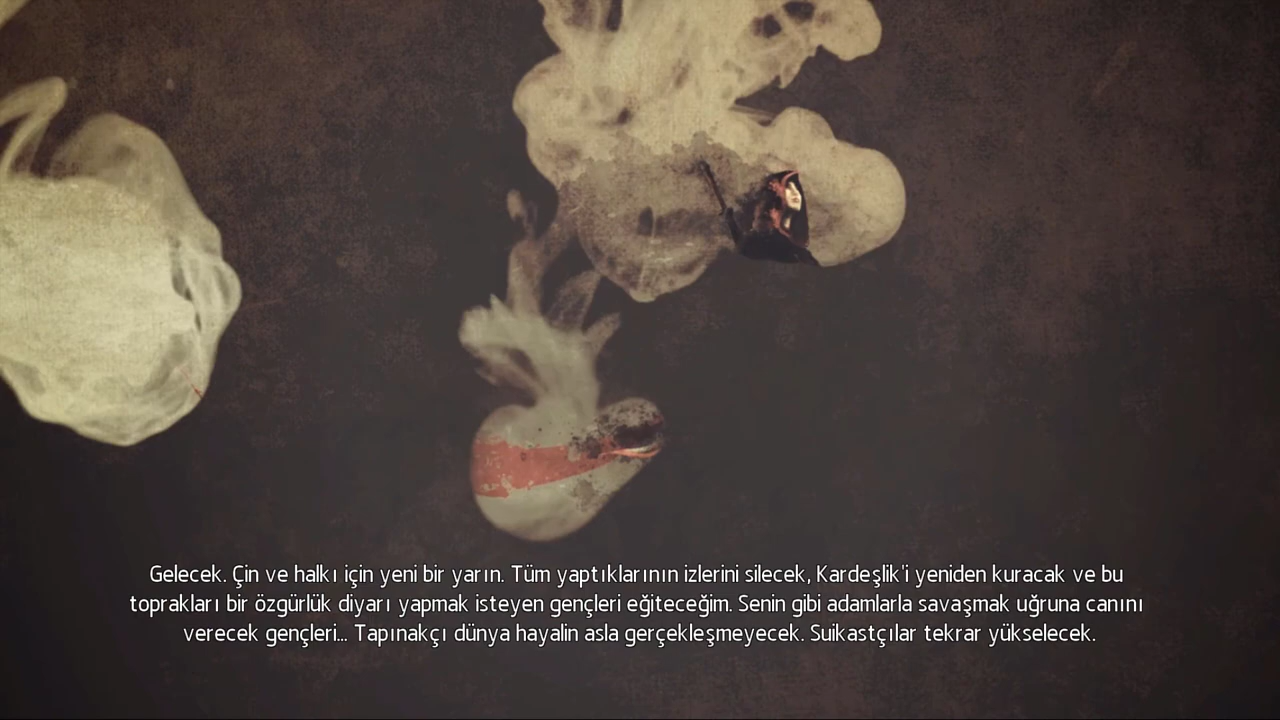 Gelecek. Çin ve halkı için yeni bir yarın. Tüm yaptıklarının izlerini silecek, Kardeşlik'i yeniden kuracak ve bu
toprakları bir özgürlük diyarı yapmak isteyen gençleri eğiteceğim. Senin gibi adamlarla savaşmak uğruna canını
verecek gençleri... Tapınakçı dünya hayalin asla gerçekleşmeyecek. Suikastçılar tekrar yükselecek.